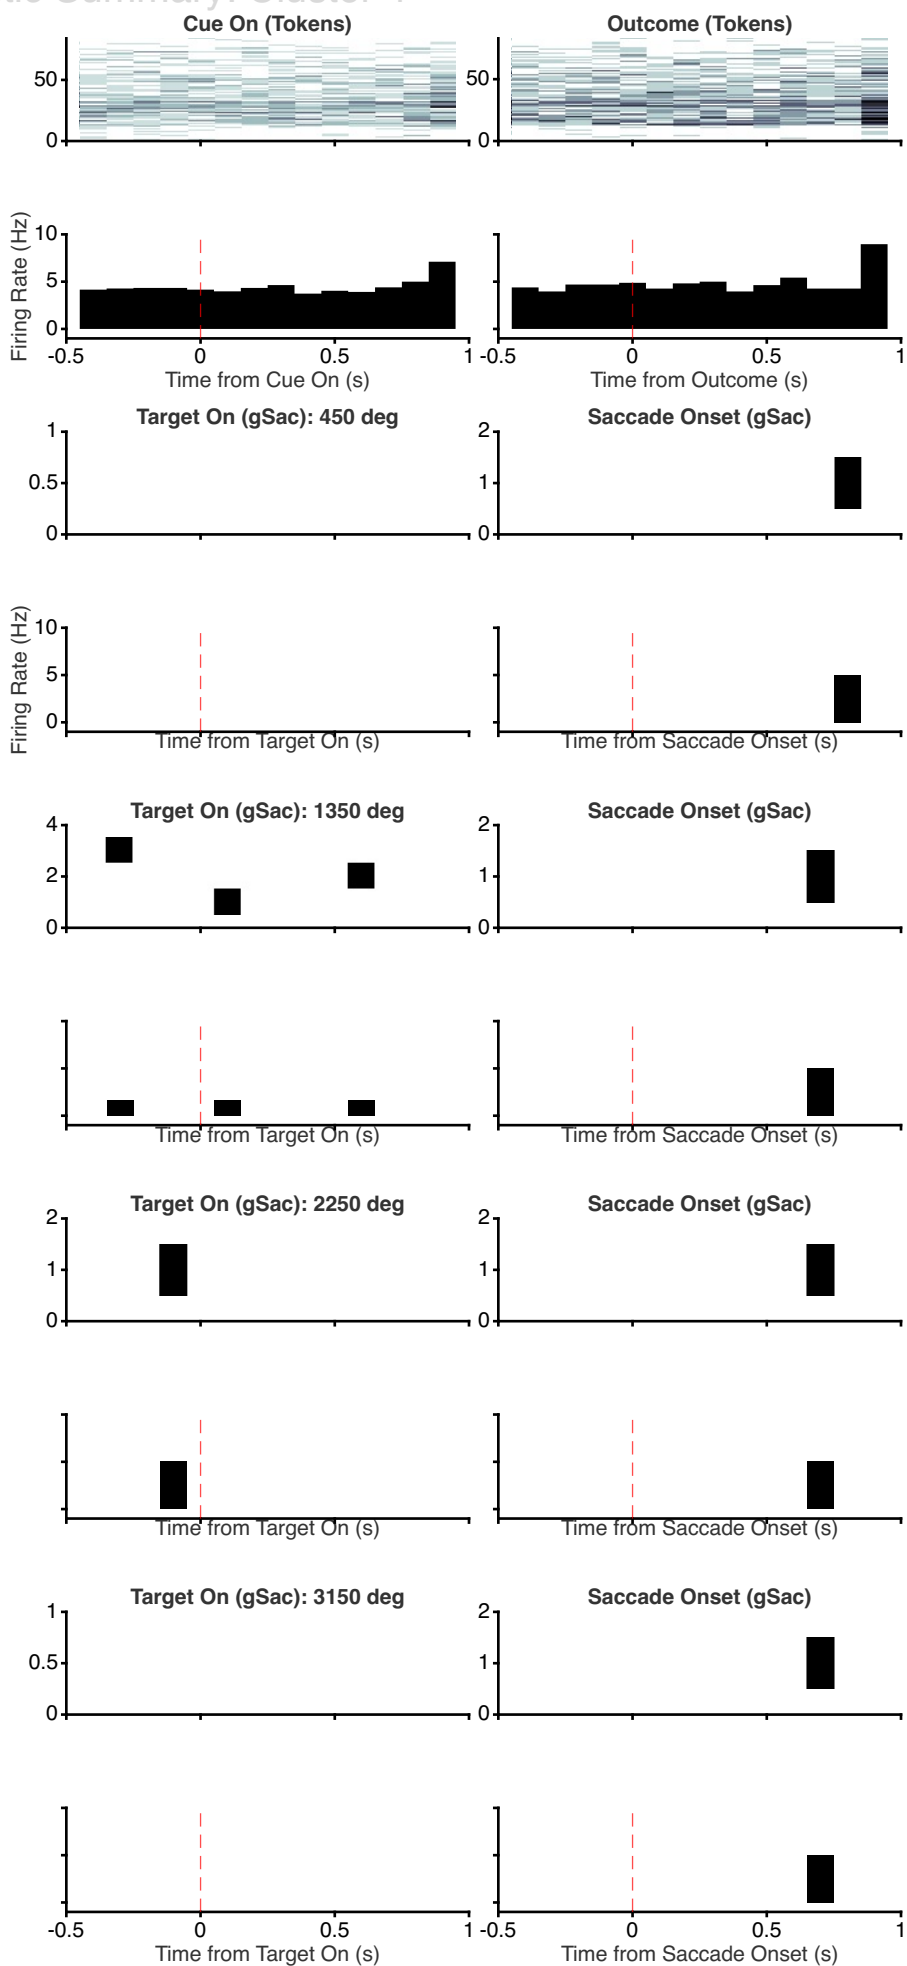 Summary: Cluster
Cue On (Tokens) Outcome (Tokens)
50 50
0 0
Firing Rate (Hz)
10
5
0
-0.5 0 0.5 1 -0.5 0 0.5 1
Time from Cue On (s) Time from Outcome (s)
Target On (gSac): 450 deg Saccade Onset (gSac)
1 2
0.5 1
0 0
Firing Rate (Hz)
10
5
0
Time from Target On (s) Time from Saccade Onset (s)
Target On (gSac): 1350 deg Saccade Onset (gSac)
4 2
2 1
0 0
Time from Target On (s) Time from Saccade Onset (s)
Target On (gSac): 2250 deg Saccade Onset (gSac)
2 2
1 1
0 0
Time from Target On (s) Time from Saccade Onset (s)
Target On (gSac): 3150 deg Saccade Onset (gSac)
1 2
0.5 1
0 0
-0.5 0 0.5 1 -0.5 0 0.5 1
Time from Target On (s) Time from Saccade Onset (s)